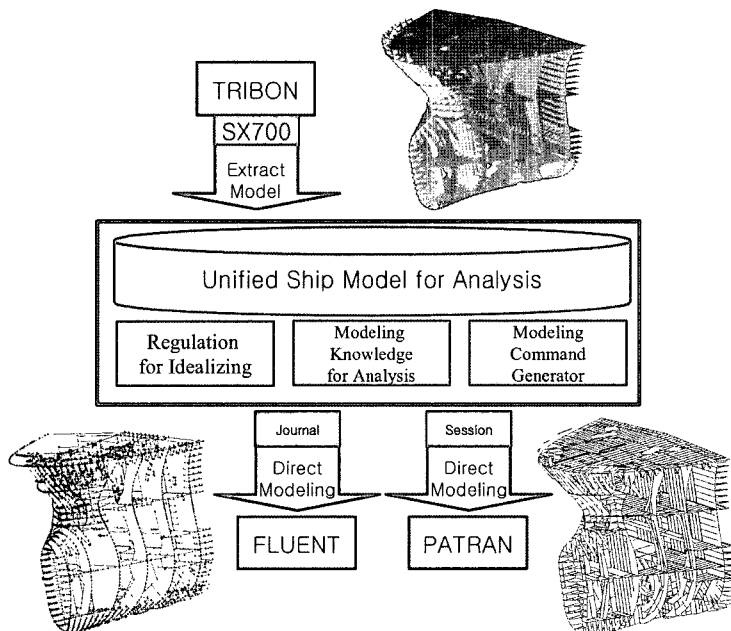 TRIBON
SX700
Extract
Model
Unified Ship Model for Analysis
Regulation
for Idealizing
Modeling
Knowledge
for Analysis
Modeling
Command
Generator
Journal
Direct
Modeling
Session
Direct
Modeling
FLUENT
PATRAN